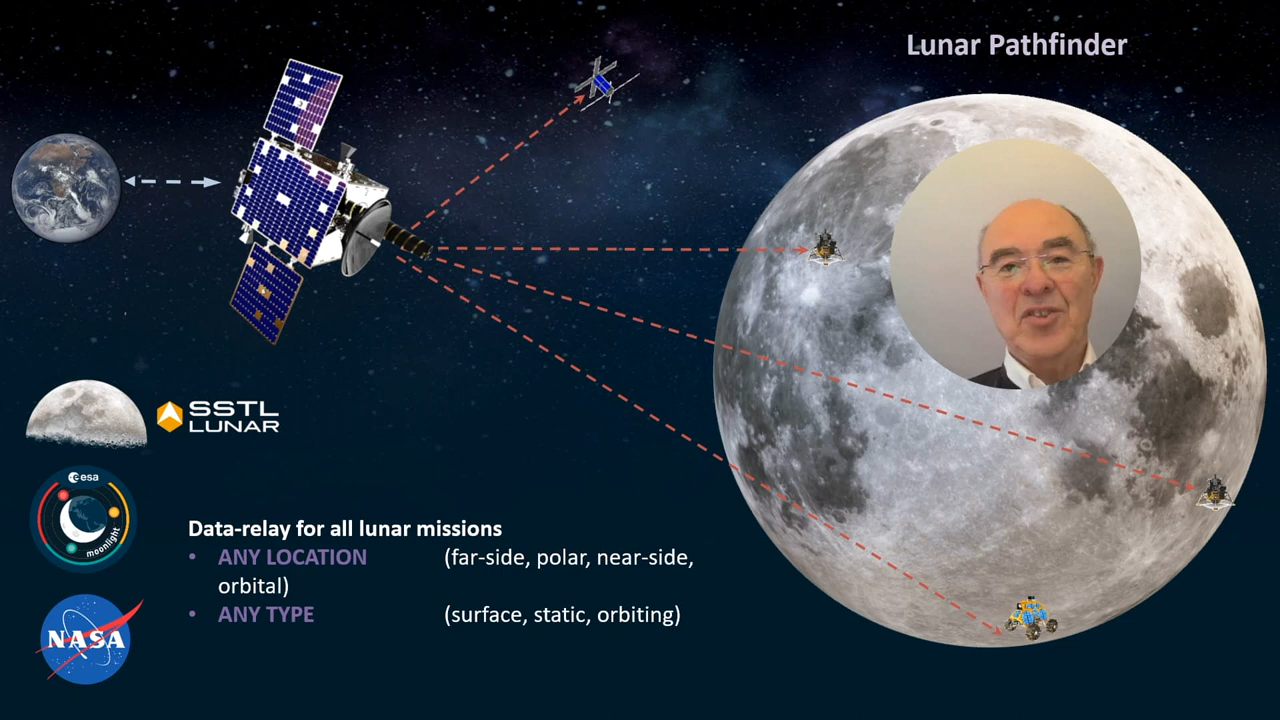 Lunar Pathfinder
SSTL
LUNAR
esa
moonlight
NASA
Data-relay for all lunar missions
• ANY LOCATION (far-side, polar, near-side,
orbital)
• ANY TYPE (surface, static, orbiting)